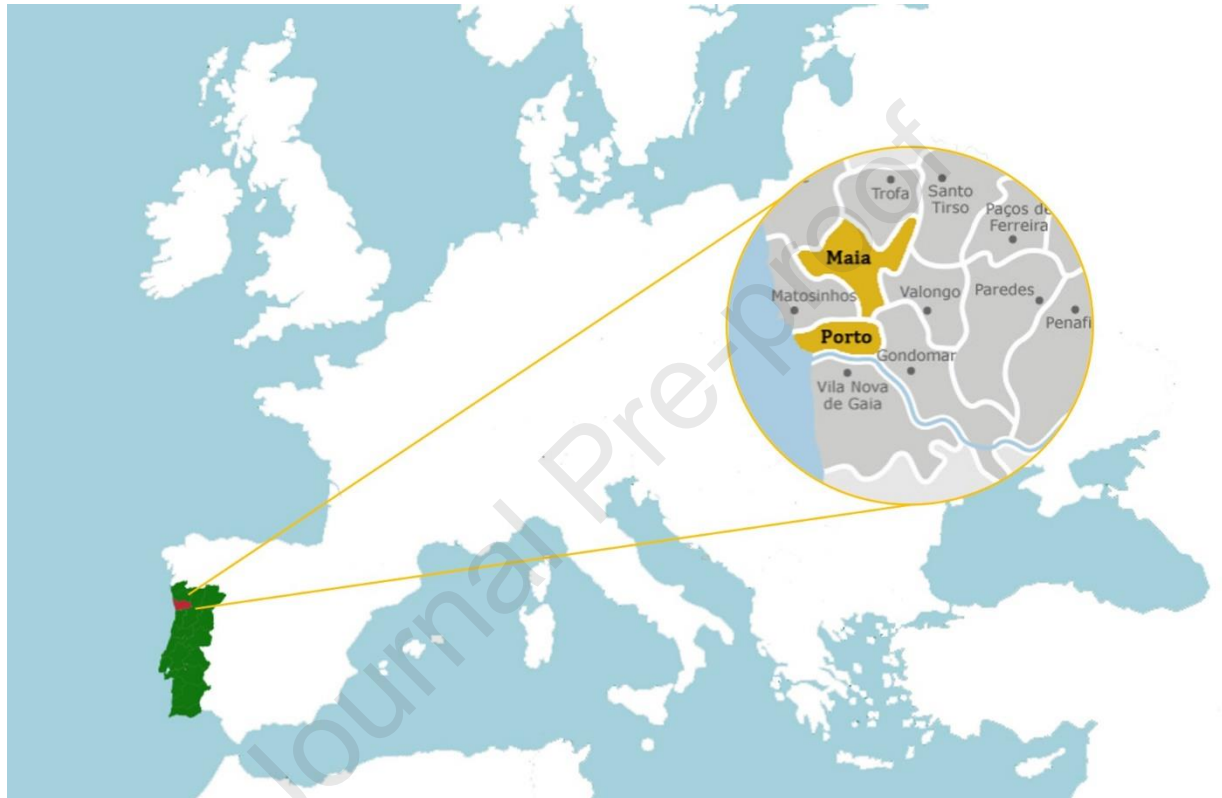 Trofa
Santo
Tirso
Paços de
Ferreira
Maia
Matosinhos
Valongo
Paredes
Penafi
Porto
Gondomar
Vila Nova
de Gaia
Journal Pre-proof